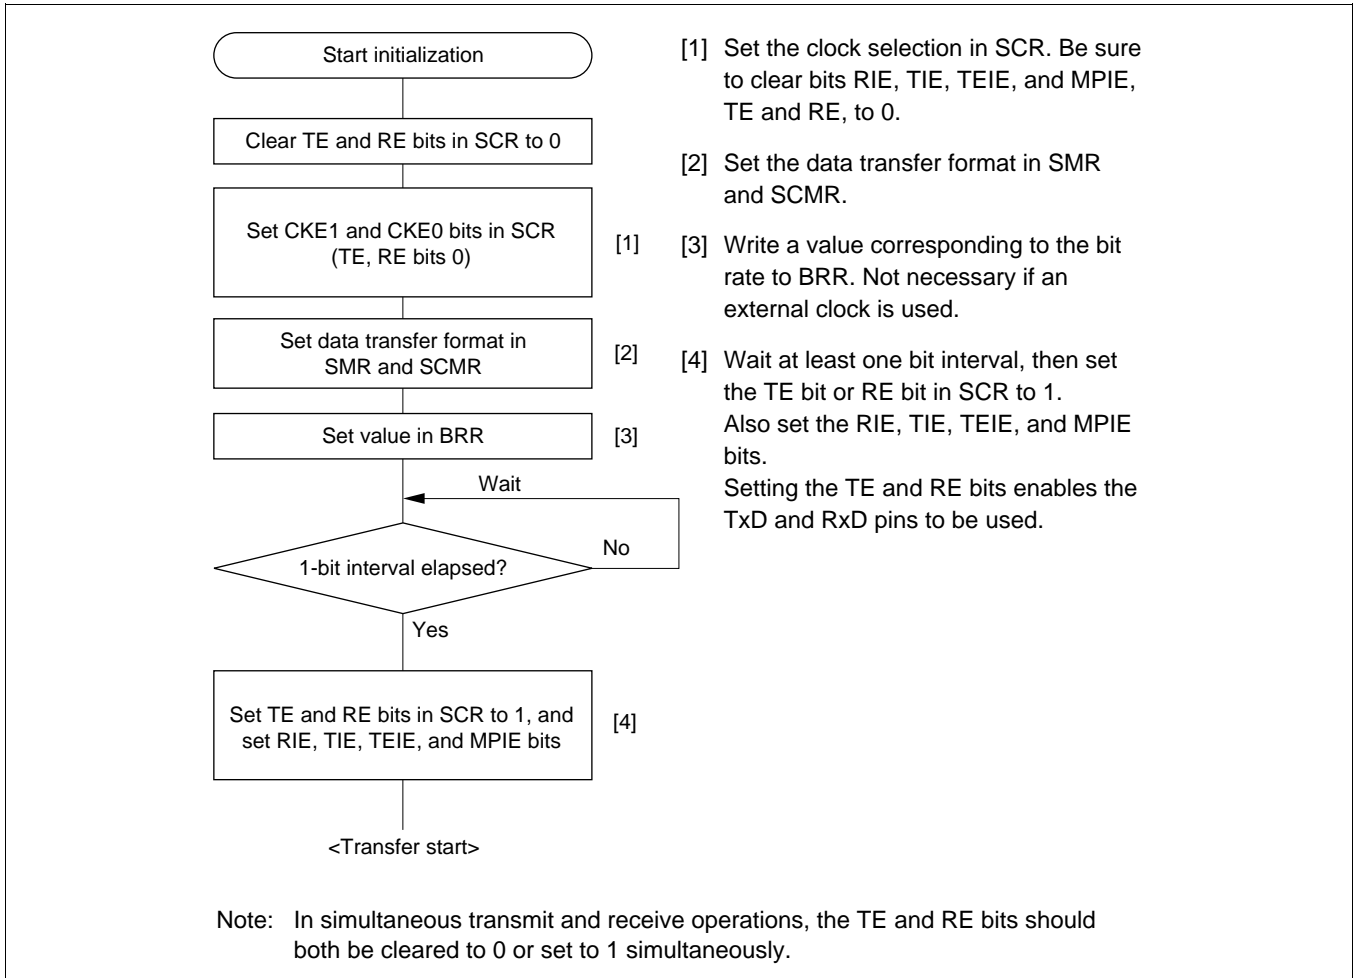 Start initialization
Clear TE and RE bits in SCR to 0
Set CKE1 and CKE0 bits in SCR
(TE, RE bits 0)
[1]
Set data transfer format in
SMR and SCMR
[2]
Set value in BRR
[3]
Wait
No
1-bit interval elapsed?
Yes
Set TE and RE bits in SCR to 1, and
set RIE, TIE, TEIE, and MPIE bits
[4]
<Transfer start>
[1] Set the clock selection in SCR. Be sure
to clear bits RIE, TIE, TEIE, and MPIE,
TE and RE, to 0.
[2] Set the data transfer format in SMR
and SCMR.
[3] Write a value corresponding to the bit
rate to BRR. Not necessary if an
external clock is used.
[4] Wait at least one bit interval, then set
the TE bit or RE bit in SCR to 1.
Also set the RIE, TIE, TEIE, and MPIE
bits.
Setting the TE and RE bits enables the
TxD and RxD pins to be used.
Note: In simultaneous transmit and receive operations, the TE and RE bits should
both be cleared to 0 or set to 1 simultaneously.